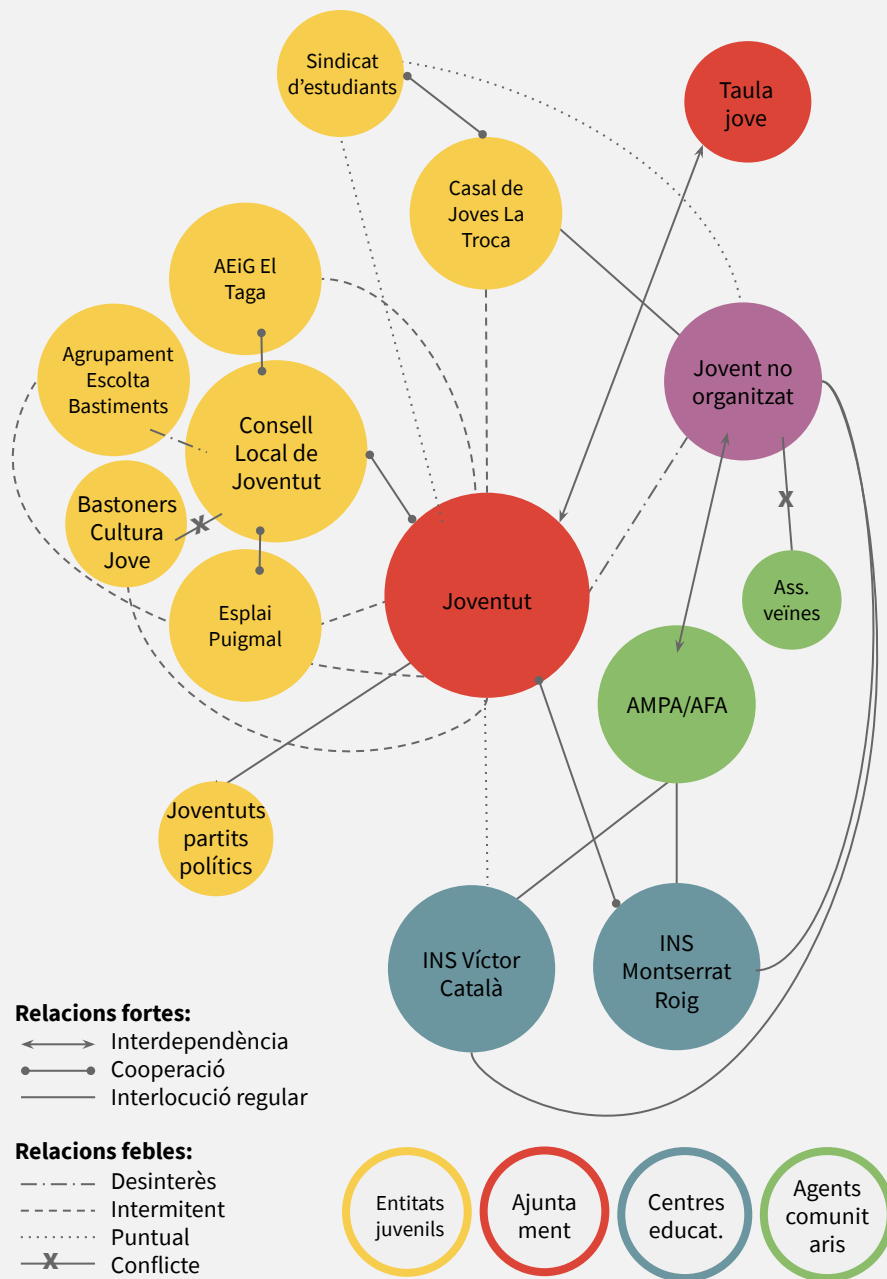 Sindicat
d'estudiants
Taula
jove
Casal de
Joves La
Troca
AEiG El
Taga
Agrupament
Escolta
Bastiments
Consell
Local de
Joventut
Jovent no
organitzat
Bastoners
Cultura
Jove
X
X
Esplai
Puigmal
Joventut
Ass.
veïnes
AMPA/AFA
Joventuts
partits
polítics
INS Víctor
Català
INS
Montserrat
Roig
Relacions fortes:
Interdependència
Cooperació
Interlocució regular
Relacions febles:
Desinterès
Intermitent
Puntual
X
Conflicte
Entitats
juvenils
Ajunta
ment
Centres
educat.
Agents
comunit
aris